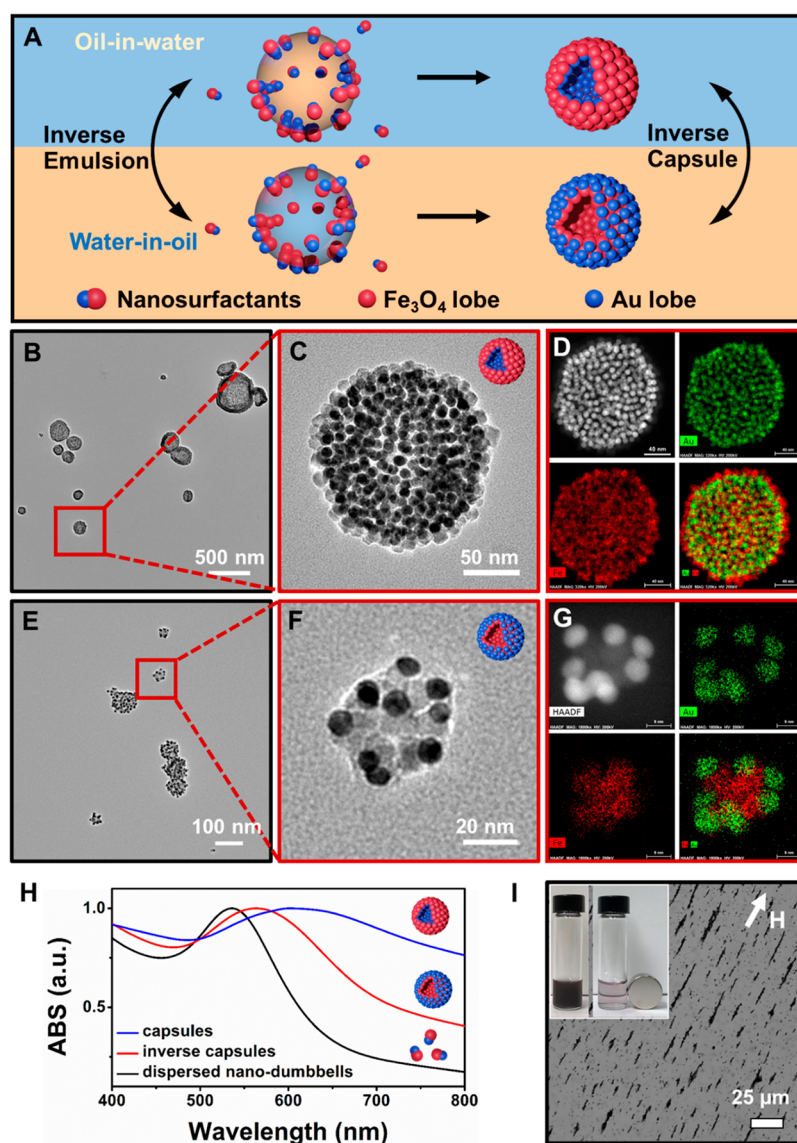 A
Oil-in-water
Inverse
Emulsion
Inverse
Capsule
Water-in-oil
Nanosurfactants
Fe₃O₄ lobe
Au lobe
B
500 nm
C
50 nm
D
40 nm
Au
Fe
E
100 nm
F
20 nm
G
HAADF
Au
Fe
H
ABS (a.u.)
1.0
0.5
capsules
inverse capsules
dispersed nano-dumbbells
400
500
600
700
800
Wavelength (nm)
I
H
25 µm